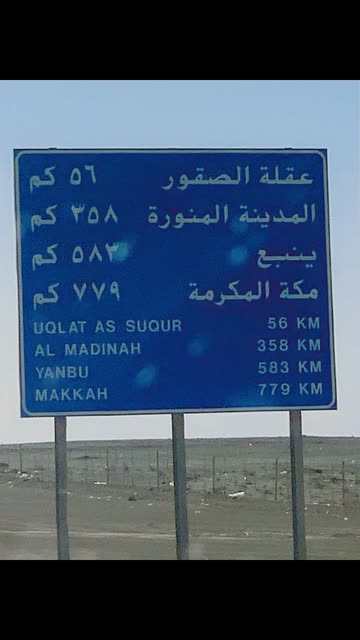 عقلة الصقور ٥٦ كم
المدينة المنورة ٣٥٨ كم
ينبع ٥٨٣ كم
مكة المكرمة ٧٧٩ كم
UQLAT AS SUQUR 56 KM
AL MADINAH 358 KM
YANBU 583 KM
MAKKAH 779 KM